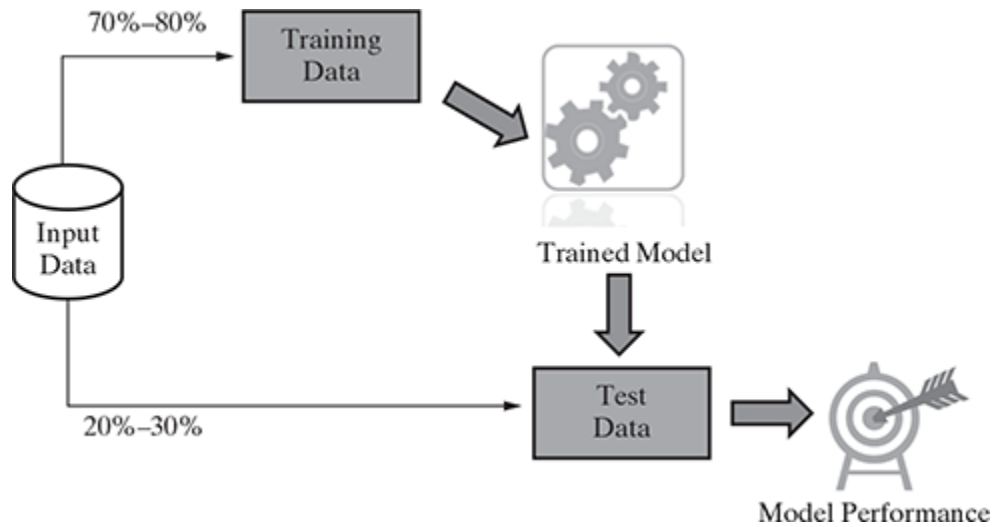 70%–80%
Training
Data
Input
Data
Trained Model
20%–30%
Test
Data
Model Performance